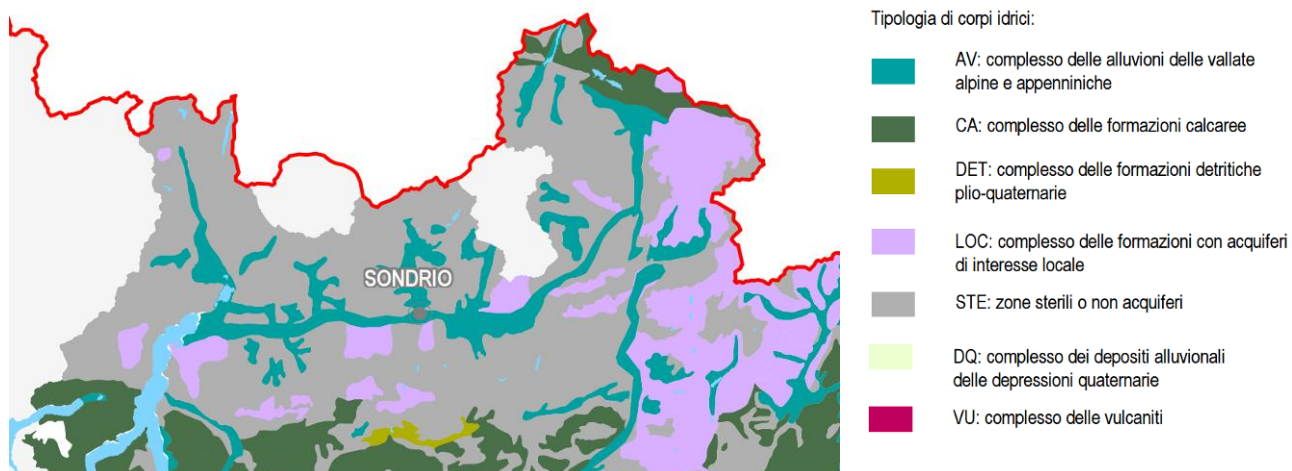 Tipologia di corpi idrici:
AV: complesso delle alluvioni delle vallate
alpine e appenniniche
CA: complesso delle formazioni calcaree
DET: complesso delle formazioni detritiche
plio-quaternarie
LOC: complesso delle formazioni con acquiferi
di interesse locale
STE: zone sterili o non acquiferi
DQ: complesso dei depositi alluvionali
delle depressioni quaternarie
VU: complesso delle vulcaniti
SONDRIO